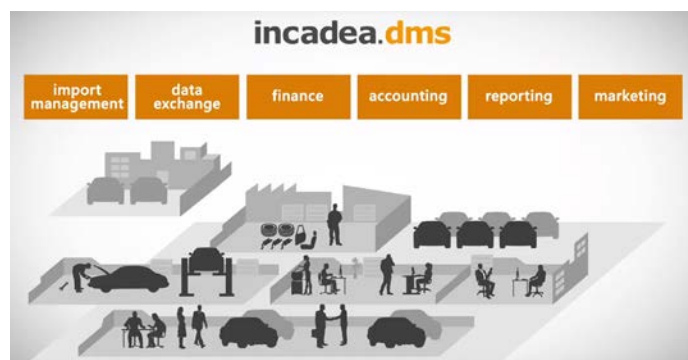 incadea.dms
import
management
data
exchange
finance
accounting
reporting
marketing